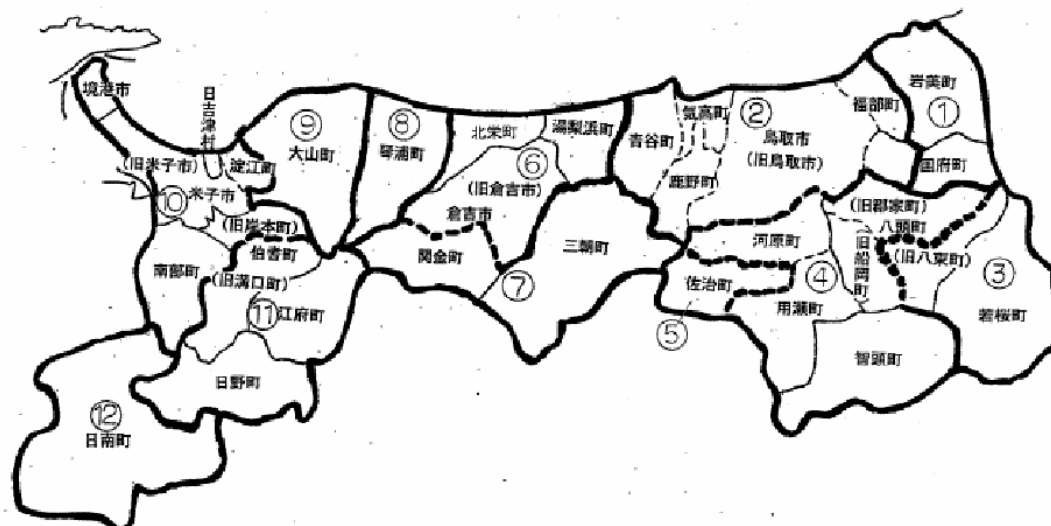 境港市
日吉津村
(旧米子市)
淀江町
⑩
米子市
(旧岸本町)
伯耆町
南部町
(旧溝口町)
⑪
江府町
日野町
⑫
日南町
⑨
大山町
⑧
琴浦町
北栄町
湯梨浜町
⑥
(旧倉吉市)
倉吉市
関金町
⑦
三朝町
青谷町
気高町
鹿野町
②
鳥取市
(旧鳥取市)
福部町
岩美町
①
国府町
(旧郡家町)
八頭町
(旧八東町)
旧船岡町
河原町
④
佐治町
用瀬町
⑤
③
若桜町
智頭町